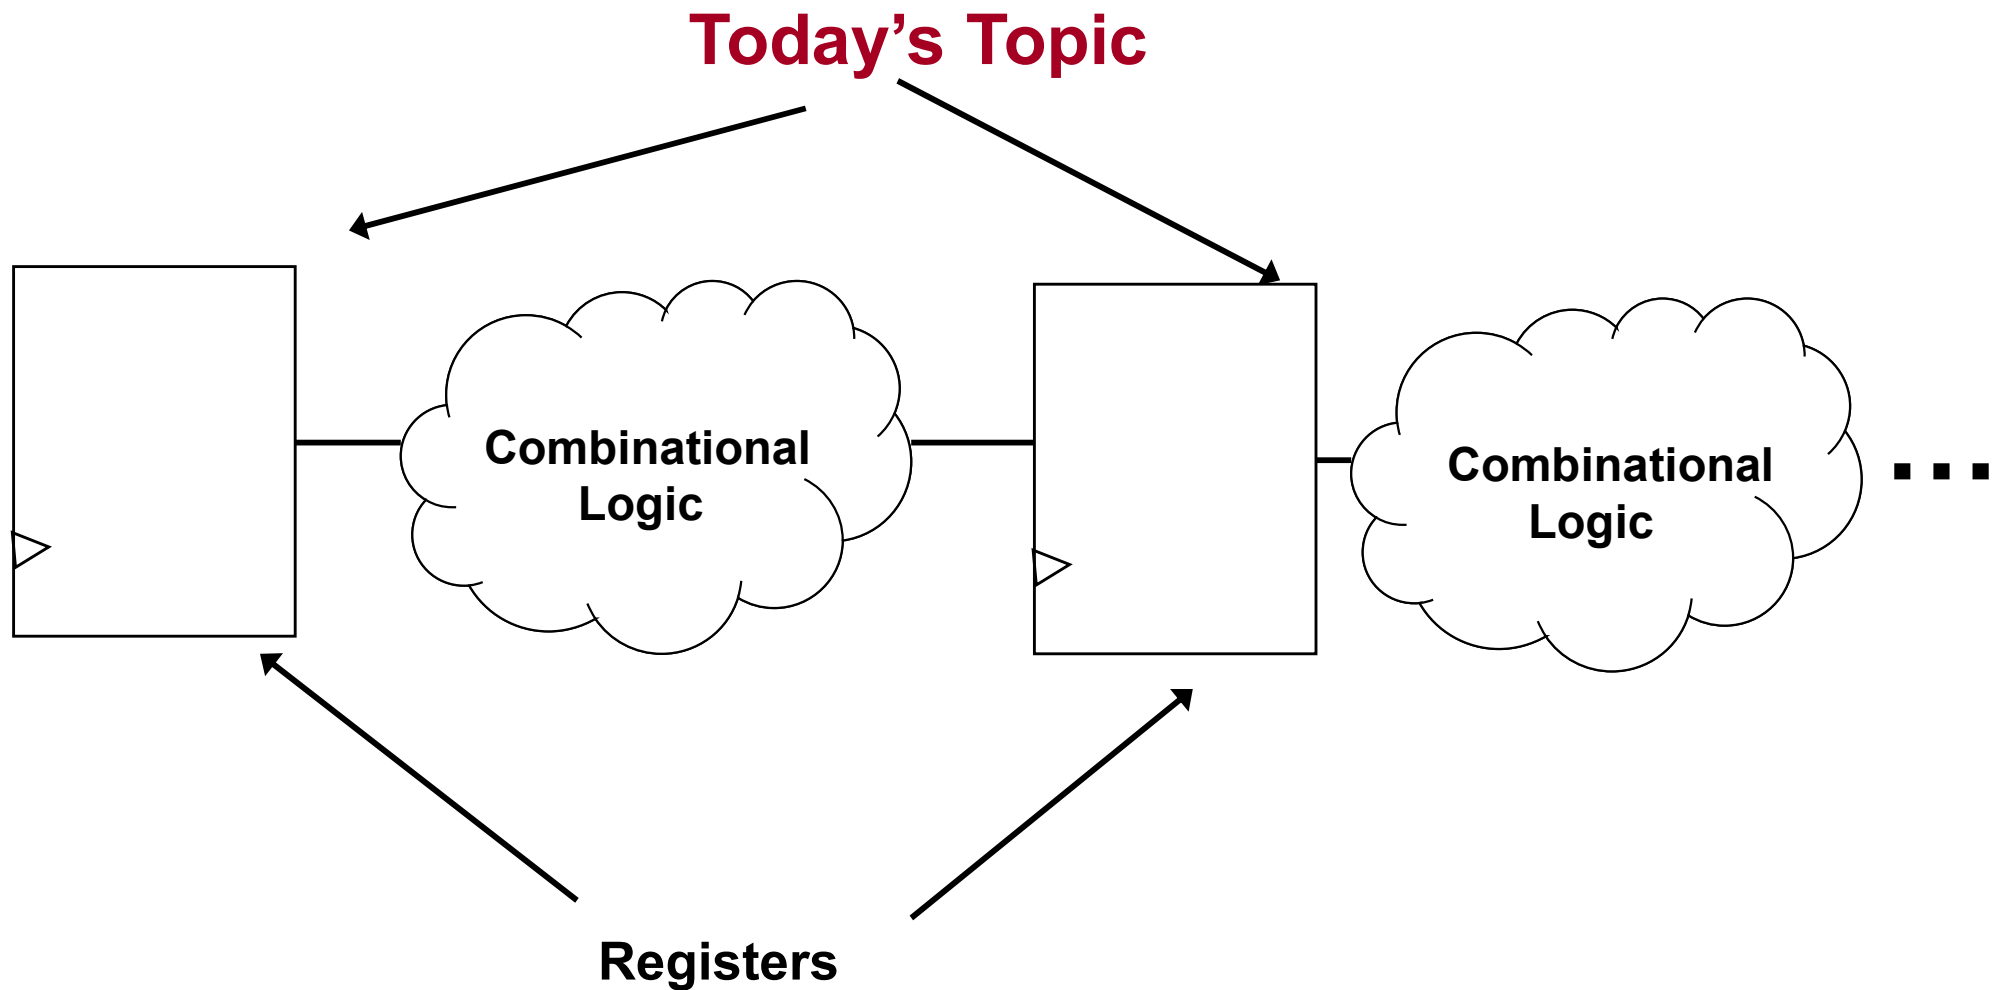 Today’s Topic
Combinational
Logic
Combinational
Logic
...
Registers